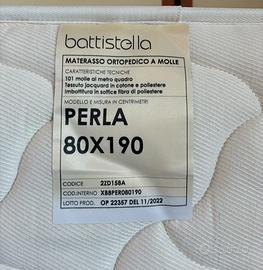 battistella
MATERASSO ORTOPEDICO A MOLLE
CARATTERISTICHE TECNICHE
101 molle al metro quadro
Tessuto jacquard in cotone e poliestere
Imbottitura in soffice fibra di poliestere
MODELLO E MISURA IN CENTIMETRI
PERLA
80X190
CODICE 2ZD158A
COD.INTERNO XBBPER080190
LOTTO PROD. OP 22357 DEL 11/2022